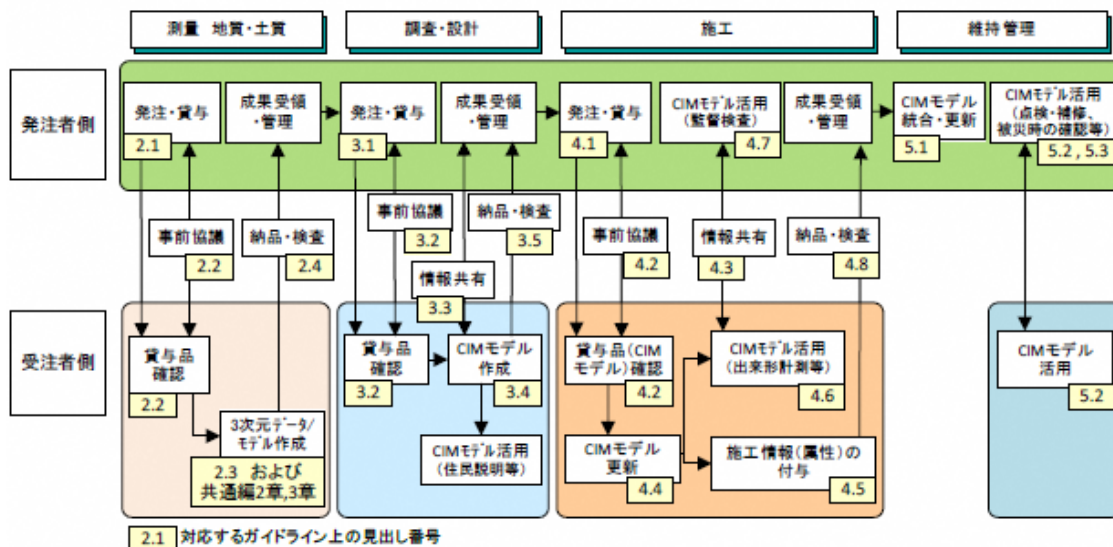 測量 地質・土質
調査・設計
施工
維持管理
発注者側
発注・貸与
2.1
成果受領
・管理
発注・貸与
3.1
成果受領
・管理
発注・貸与
4.1
CIMモデル活用
(監督検査)
4.7
成果受領
・管理
CIMモデル
統合・更新
5.1
CIMモデル活用
(点検・補修、
被災時の確認等)
5.2 , 5.3
事前協議
2.2
納品・検査
2.4
事前協議
3.2
納品・検査
3.5
情報共有
3.3
事前協議
4.2
情報共有
4.3
納品・検査
4.8
受注者側
貸与品
確認
2.2
3次元データ/
モデル作成
2.3 および
共通編2章,3章
貸与品
確認
3.2
CIMモデル
作成
3.4
CIMモデル活用
(住民説明等)
貸与品(CIM
モデル)確認
4.2
CIMモデル
更新
4.4
CIMモデル活用
(出来形計測等)
4.6
施工情報(属性)の
付与
4.5
CIMモデル
活用
5.2
2.1 対応するガイドライン上の見出し番号